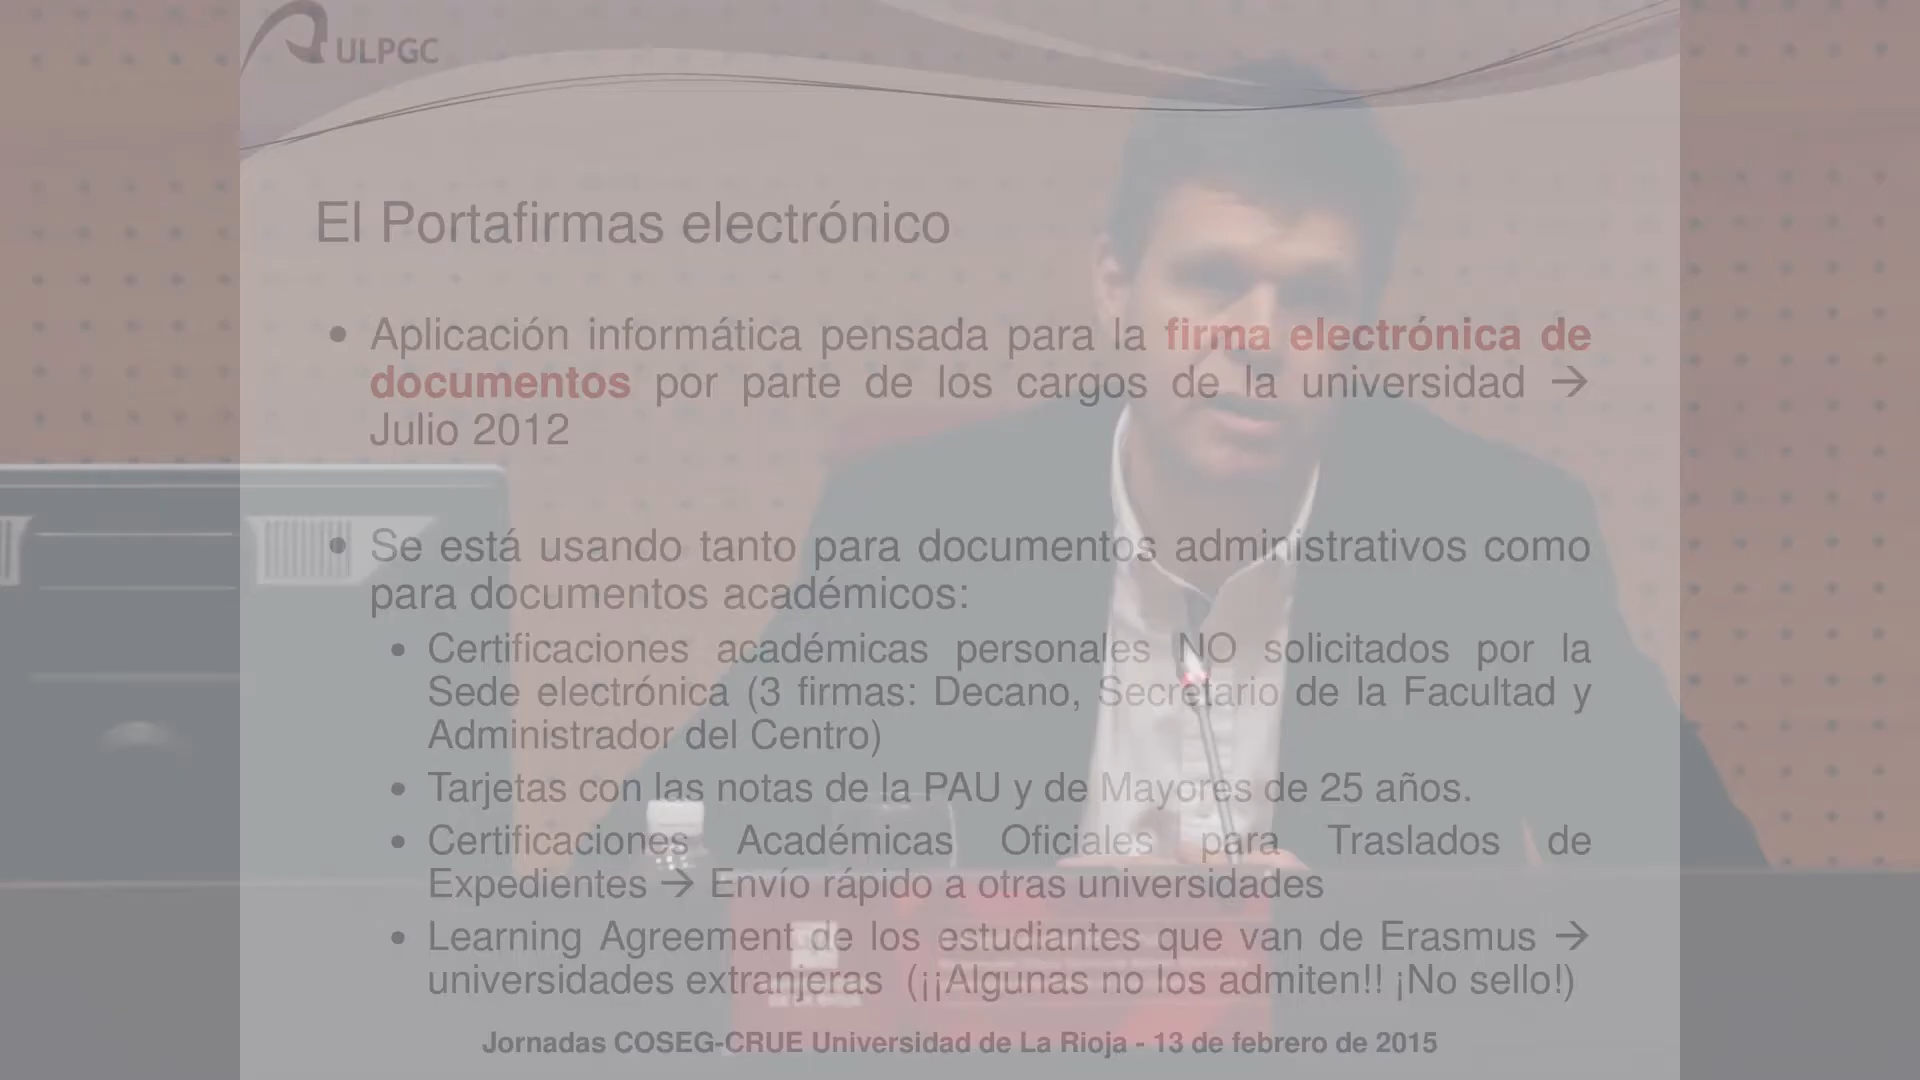 ULPGC
El Portafirmas electrónico
• Aplicación informática pensada para la firma electrónica de
documentos por parte de los cargos de la universidad →
Julio 2012
• Se está usando tanto para documentos administrativos como
para documentos académicos:
• Certificaciones académicas personales NO solicitados por la
Sede electrónica (3 firmas: Decano, Secretario de la Facultad y
Administrador del Centro)
• Tarjetas con las notas de la PAU y de Mayores de 25 años.
• Certificaciones Académicas Oficiales para Traslados de
Expedientes → Envío rápido a otras universidades
• Learning Agreement de los estudiantes que van de Erasmus →
universidades extranjeras (¡¡Algunas no los admiten!! ¡No sello!)
Jornadas COSEG-CRUE Universidad de La Rioja - 13 de febrero de 2015